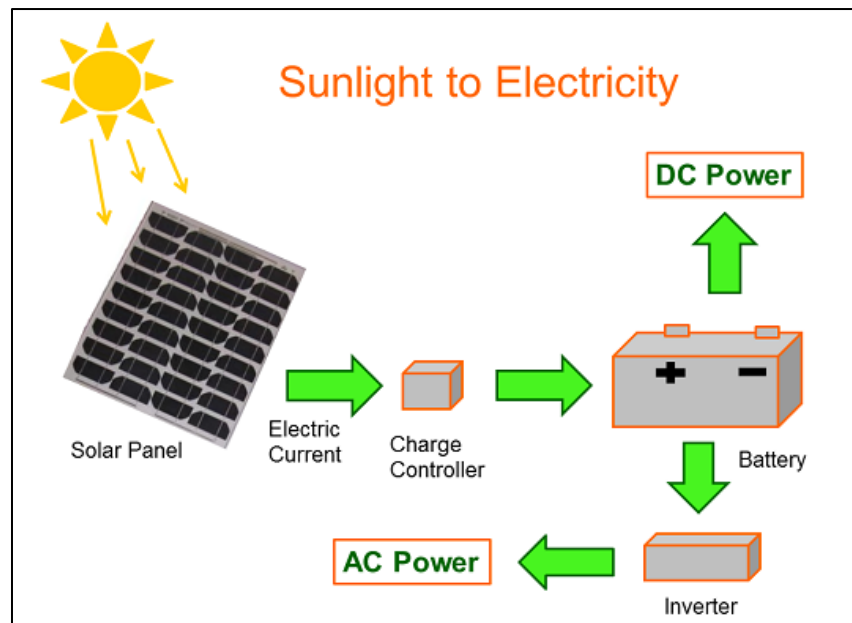 Sunlight to Electricity
DC Power
Solar Panel
Electric
Current
Charge
Controller
+ −
Battery
AC Power
Inverter